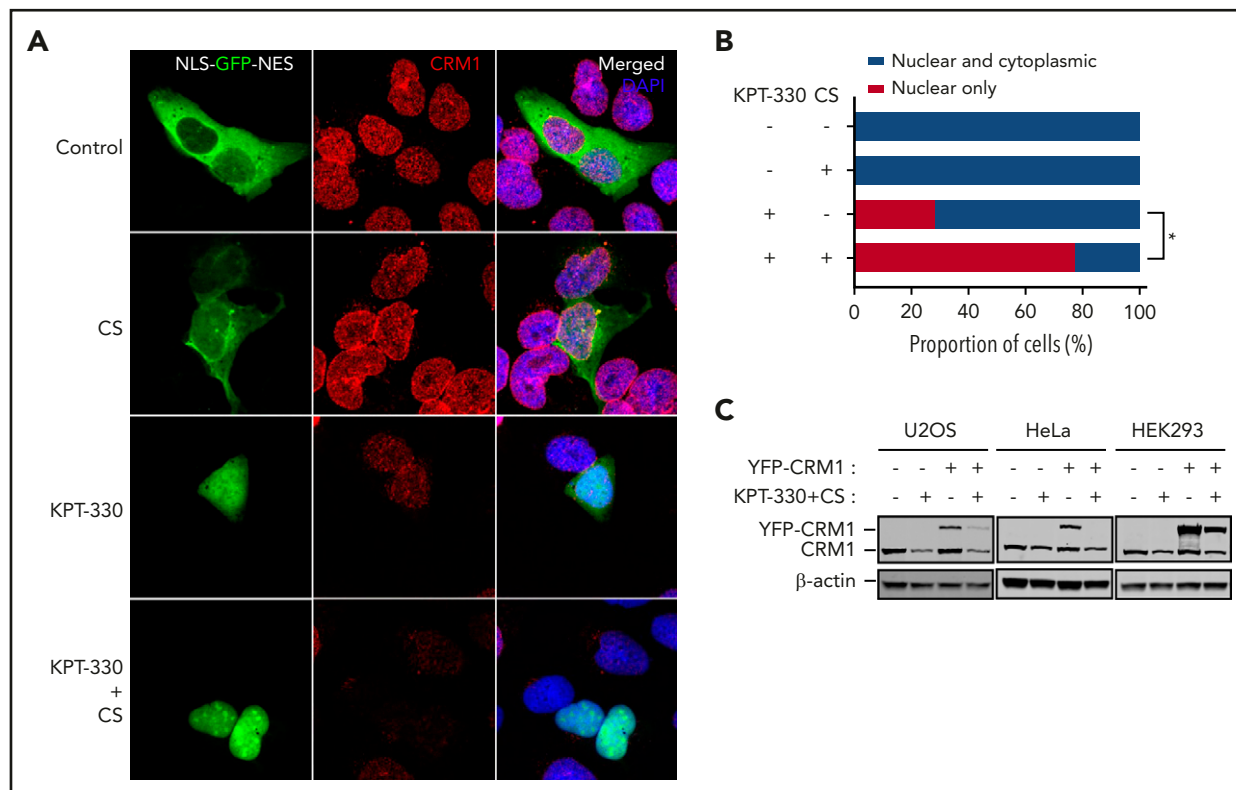 A
NLS-GFP-NES
CRM1
Merged
DAPI
Control
CS
KPT-330
KPT-330
+
CS
B
Nuclear and cytoplasmic
Nuclear only
KPT-330 CS
- -
- +
+ -
+ +
*
0 20 40 60 80 100
Proportion of cells (%)
C
U2OS HeLa HEK293
YFP-CRM1 : - - + + - - + + - - + +
KPT-330+CS : - + - + - + - + - + - +
YFP-CRM1
CRM1
β-actin